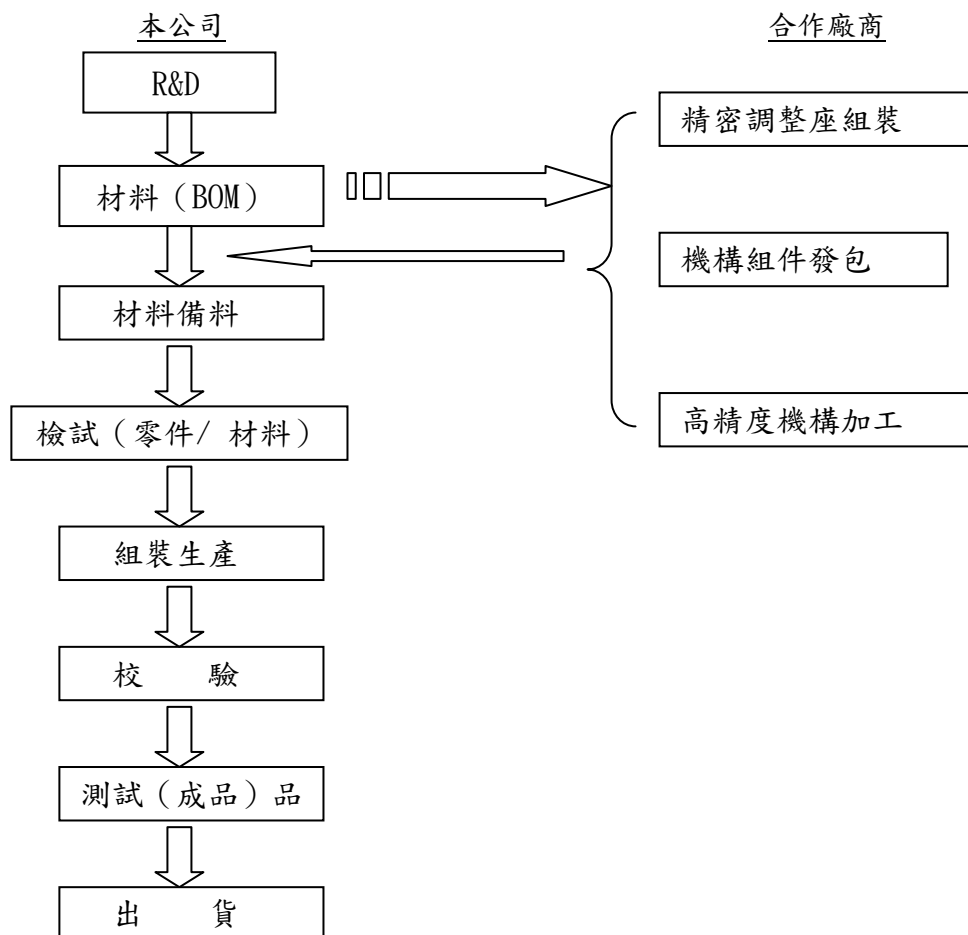 本公司
合作廠商
R&D
精密調整座組裝
材料（BOM）
機構組件發包
材料備料
檢試（零件/ 材料）
高精度機構加工
組裝生產
校 驗
測試（成品）品
出 貨